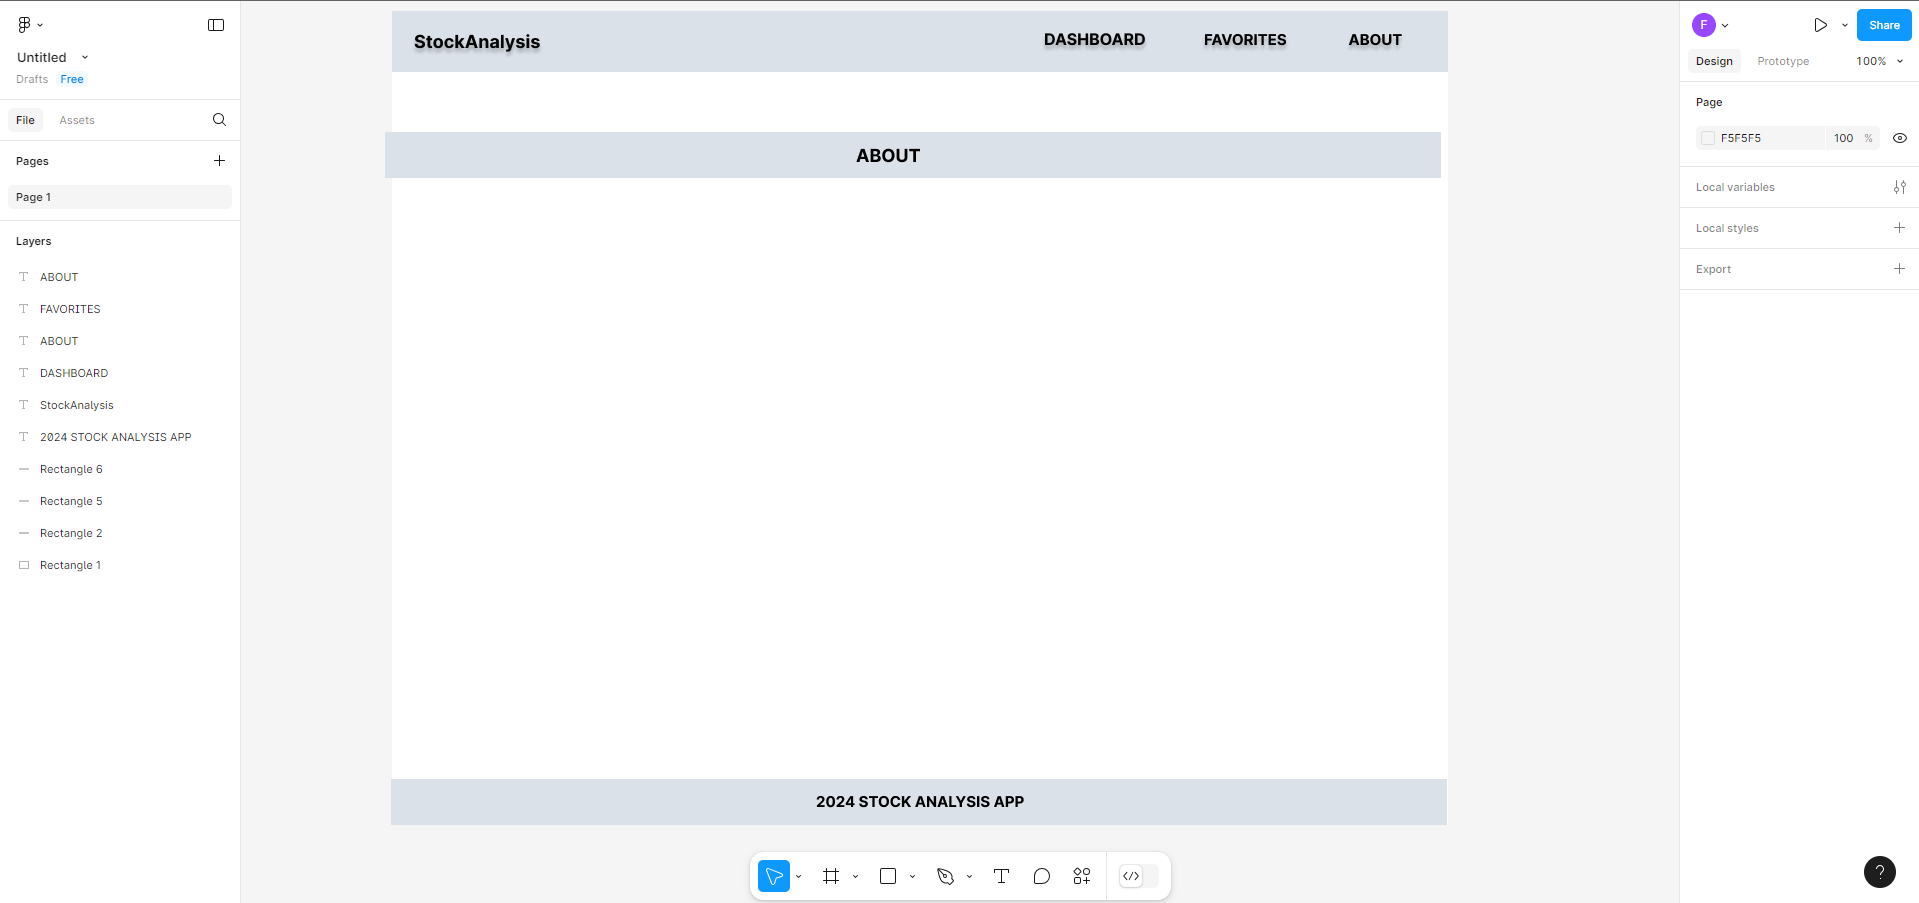 Untitled
Drafts Free
File Assets
Pages
Page 1
Layers
ABOUT
FAVORITES
ABOUT
DASHBOARD
StockAnalysis
2024 STOCK ANALYSIS APP
Rectangle 6
Rectangle 5
Rectangle 2
Rectangle 1
StockAnalysis DASHBOARD FAVORITES ABOUT
ABOUT
2024 STOCK ANALYSIS APP
F Share
Design Prototype 100%
Page
F5F5F5 100 %
Local variables
Local styles
Export
?